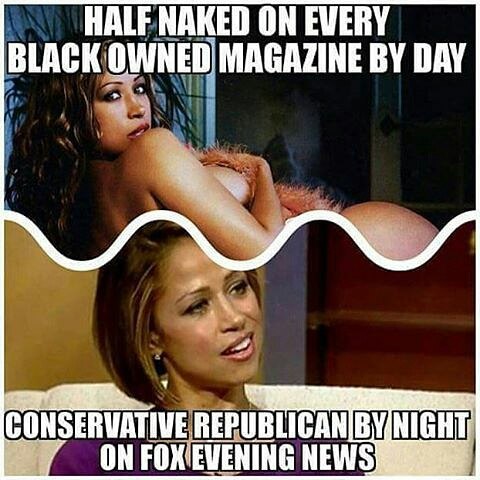 HALF NAKED ON EVERY
BLACK OWNED MAGAZINE BY DAY
CONSERVATIVE REPUBLICAN BY NIGHT
ON FOX EVENING NEWS